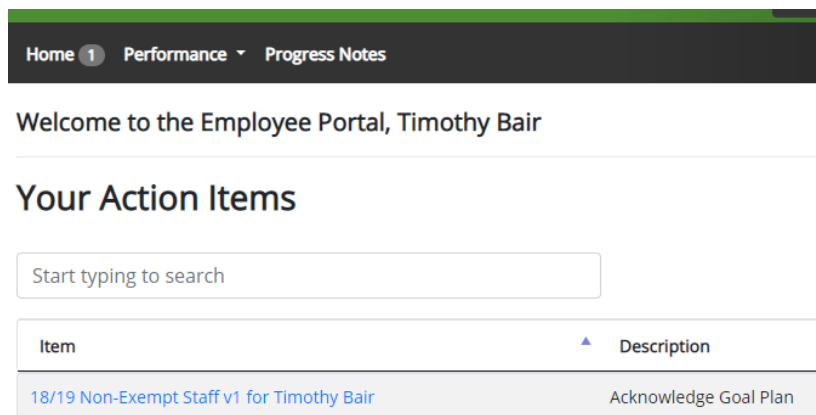 Home 1 Performance Progress Notes
Welcome to the Employee Portal, Timothy Bair
Your Action Items
Start typing to search
Item Description
18/19 Non-Exempt Staff v1 for Timothy Bair Acknowledge Goal Plan